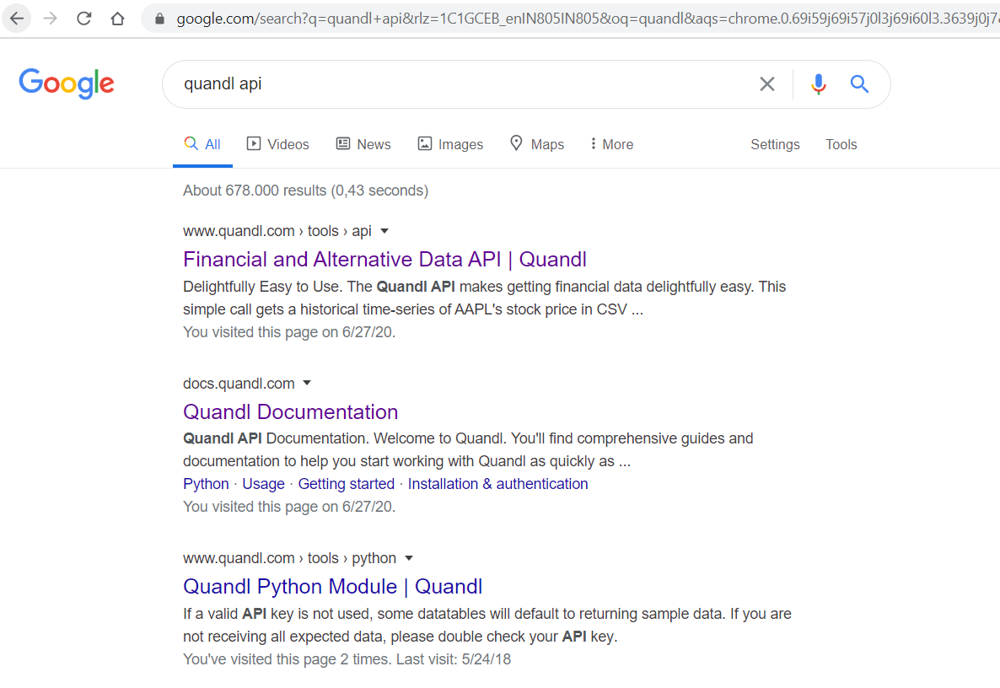 google.com/search?q=quandl+api&rlz=1C1GCEB_enIN805IN805&oq=quandl&aqs=chrome.0.69i59j69i57j0l3j69i60l3.3639j0j7
Google
quandl api
All Videos News Images Maps More Settings Tools
About 678.000 results (0,43 seconds)
www.quandl.com › tools › api
Financial and Alternative Data API | Quandl
Delightfully Easy to Use. The Quandl API makes getting financial data delightfully easy. This
simple call gets a historical time-series of AAPL's stock price in CSV ...
You visited this page on 6/27/20.
docs.quandl.com
Quandl Documentation
Quandl API Documentation. Welcome to Quandl. You'll find comprehensive guides and
documentation to help you start working with Quandl as quickly as ...
Python · Usage · Getting started · Installation & authentication
You visited this page on 6/27/20.
www.quandl.com › tools › python
Quandl Python Module | Quandl
If a valid API key is not used, some datatables will default to returning sample data. If you are
not receiving all expected data, please double check your API key.
You've visited this page 2 times. Last visit: 5/24/18